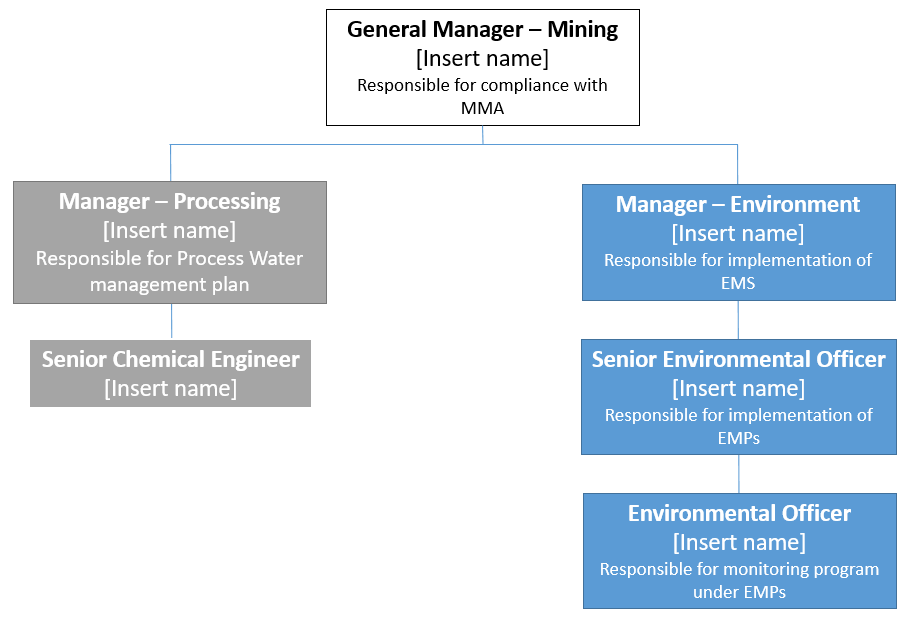 General Manager – Mining
[Insert name]
Responsible for compliance with
MMA
Manager – Processing
[Insert name]
Responsible for Process Water
management plan
Senior Chemical Engineer
[Insert name]
Manager – Environment
[Insert name]
Responsible for implementation of
EMS
Senior Environmental Officer
[Insert name]
Responsible for implementation of
EMPs
Environmental Officer
[Insert name]
Responsible for monitoring program
under EMPs